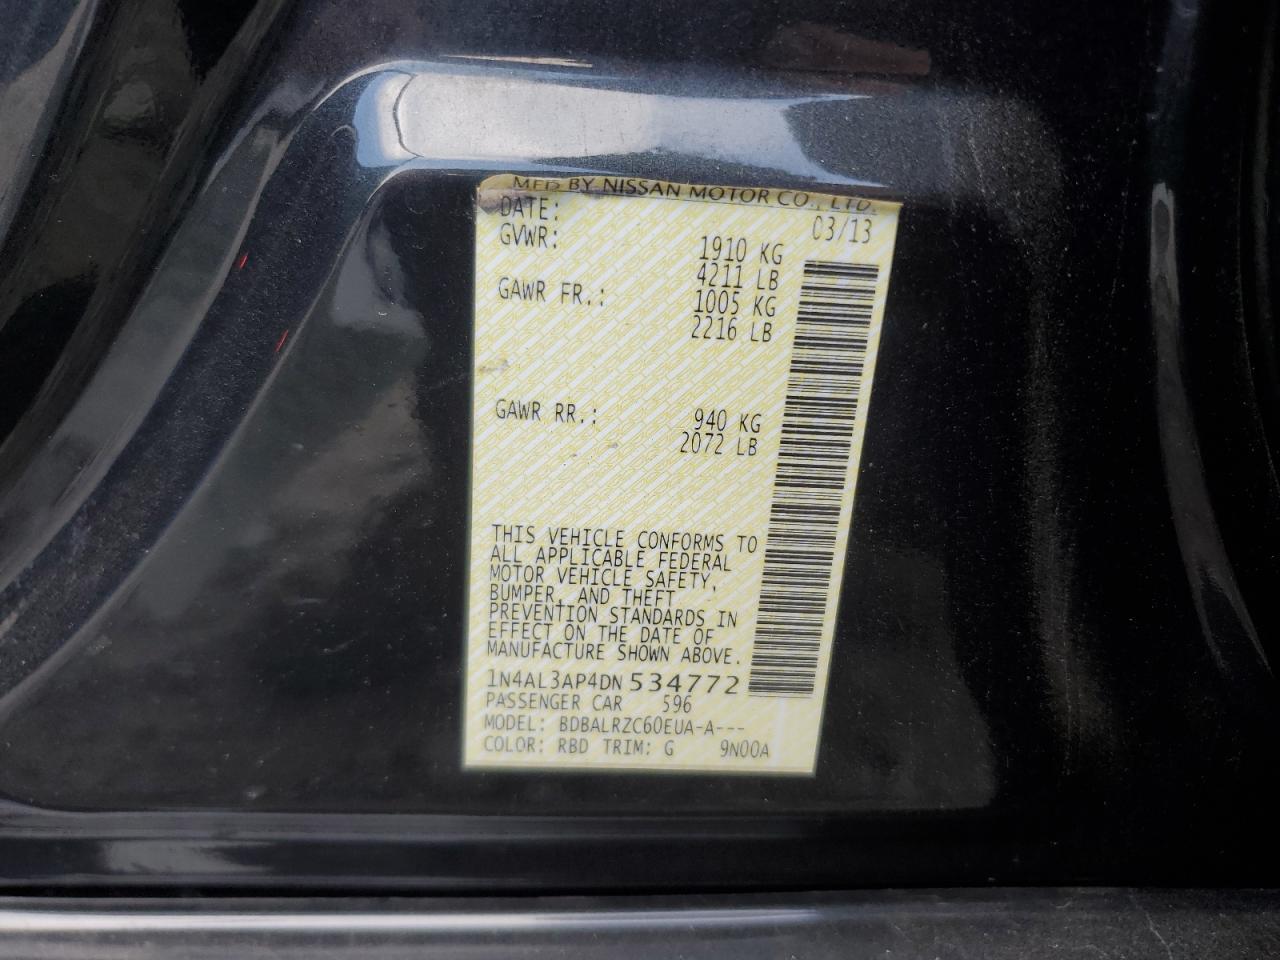 MFD BY NISSAN MOTOR CO., LTD.
DATE: 03/13
GVWR: 1910 KG
4211 LB
GAWR FR.: 1005 KG
2216 LB
GAWR RR.: 940 KG
2072 LB
THIS VEHICLE CONFORMS TO
ALL APPLICABLE FEDERAL
MOTOR VEHICLE SAFETY,
BUMPER, AND THEFT
PREVENTION STANDARDS IN
EFFECT ON THE DATE OF
MANUFACTURE SHOWN ABOVE.
1N4AL3AP4DN534772
PASSENGER CAR 596
MODEL: BDBALRZC60EUA-A---
COLOR: RBD TRIM: G 9N00A